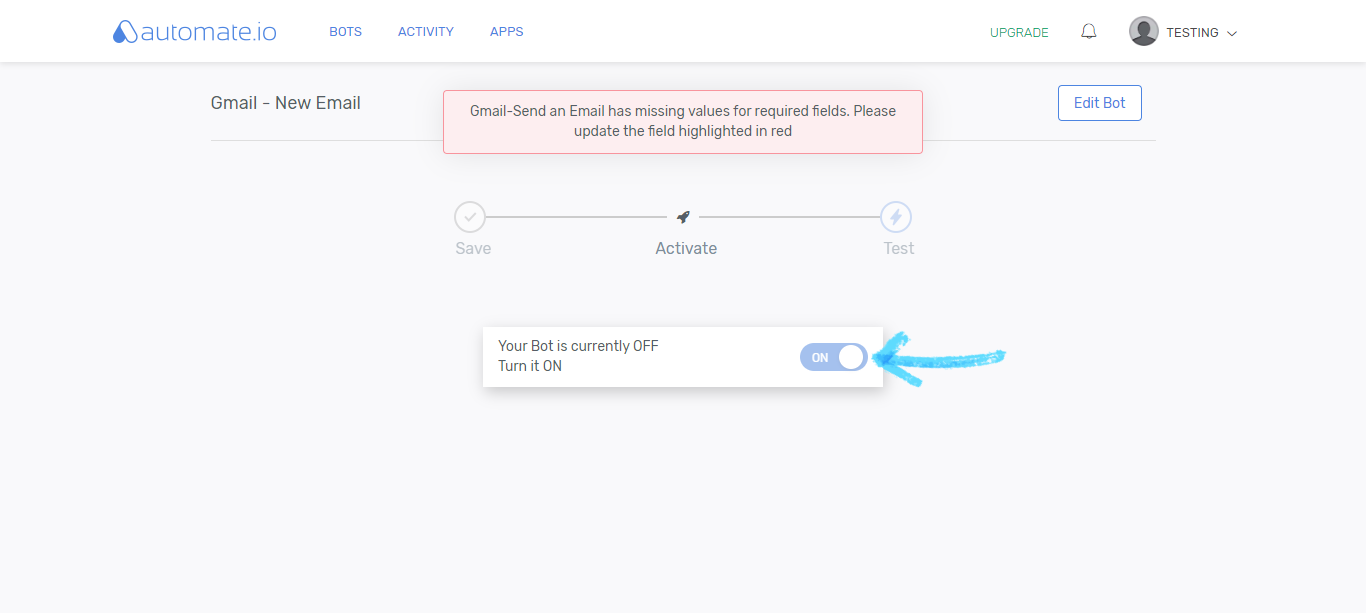 automate.io
BOTS
ACTIVITY
APPS
UPGRADE
TESTING
Gmail - New Email
Gmail-Send an Email has missing values for required fields. Please
update the field highlighted in red
Edit Bot
Save
Activate
Test
Your Bot is currently OFF
Turn it ON
ON